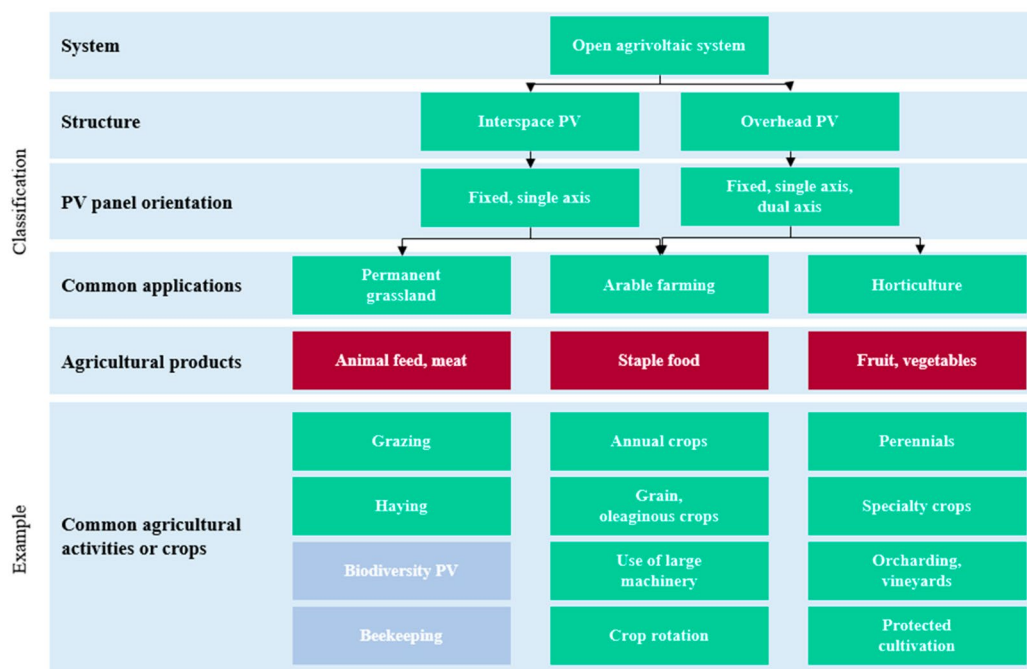 System
Open agrivoltaic system
Structure
Interspace PV
Overhead PV
Classification
PV panel orientation
Fixed, single axis
Fixed, single axis,
dual axis
Common applications
Permanent
grassland
Arable farming
Horticulture
Agricultural products
Animal feed, meat
Staple food
Fruit, vegetables
Example
Common agricultural
activities or crops
Grazing
Annual crops
Perennials
Haying
Grain,
oleaginous crops
Specialty crops
Biodiversity PV
Use of large
machinery
Orcharding,
vineyards
Beekeeping
Crop rotation
Protected
cultivation